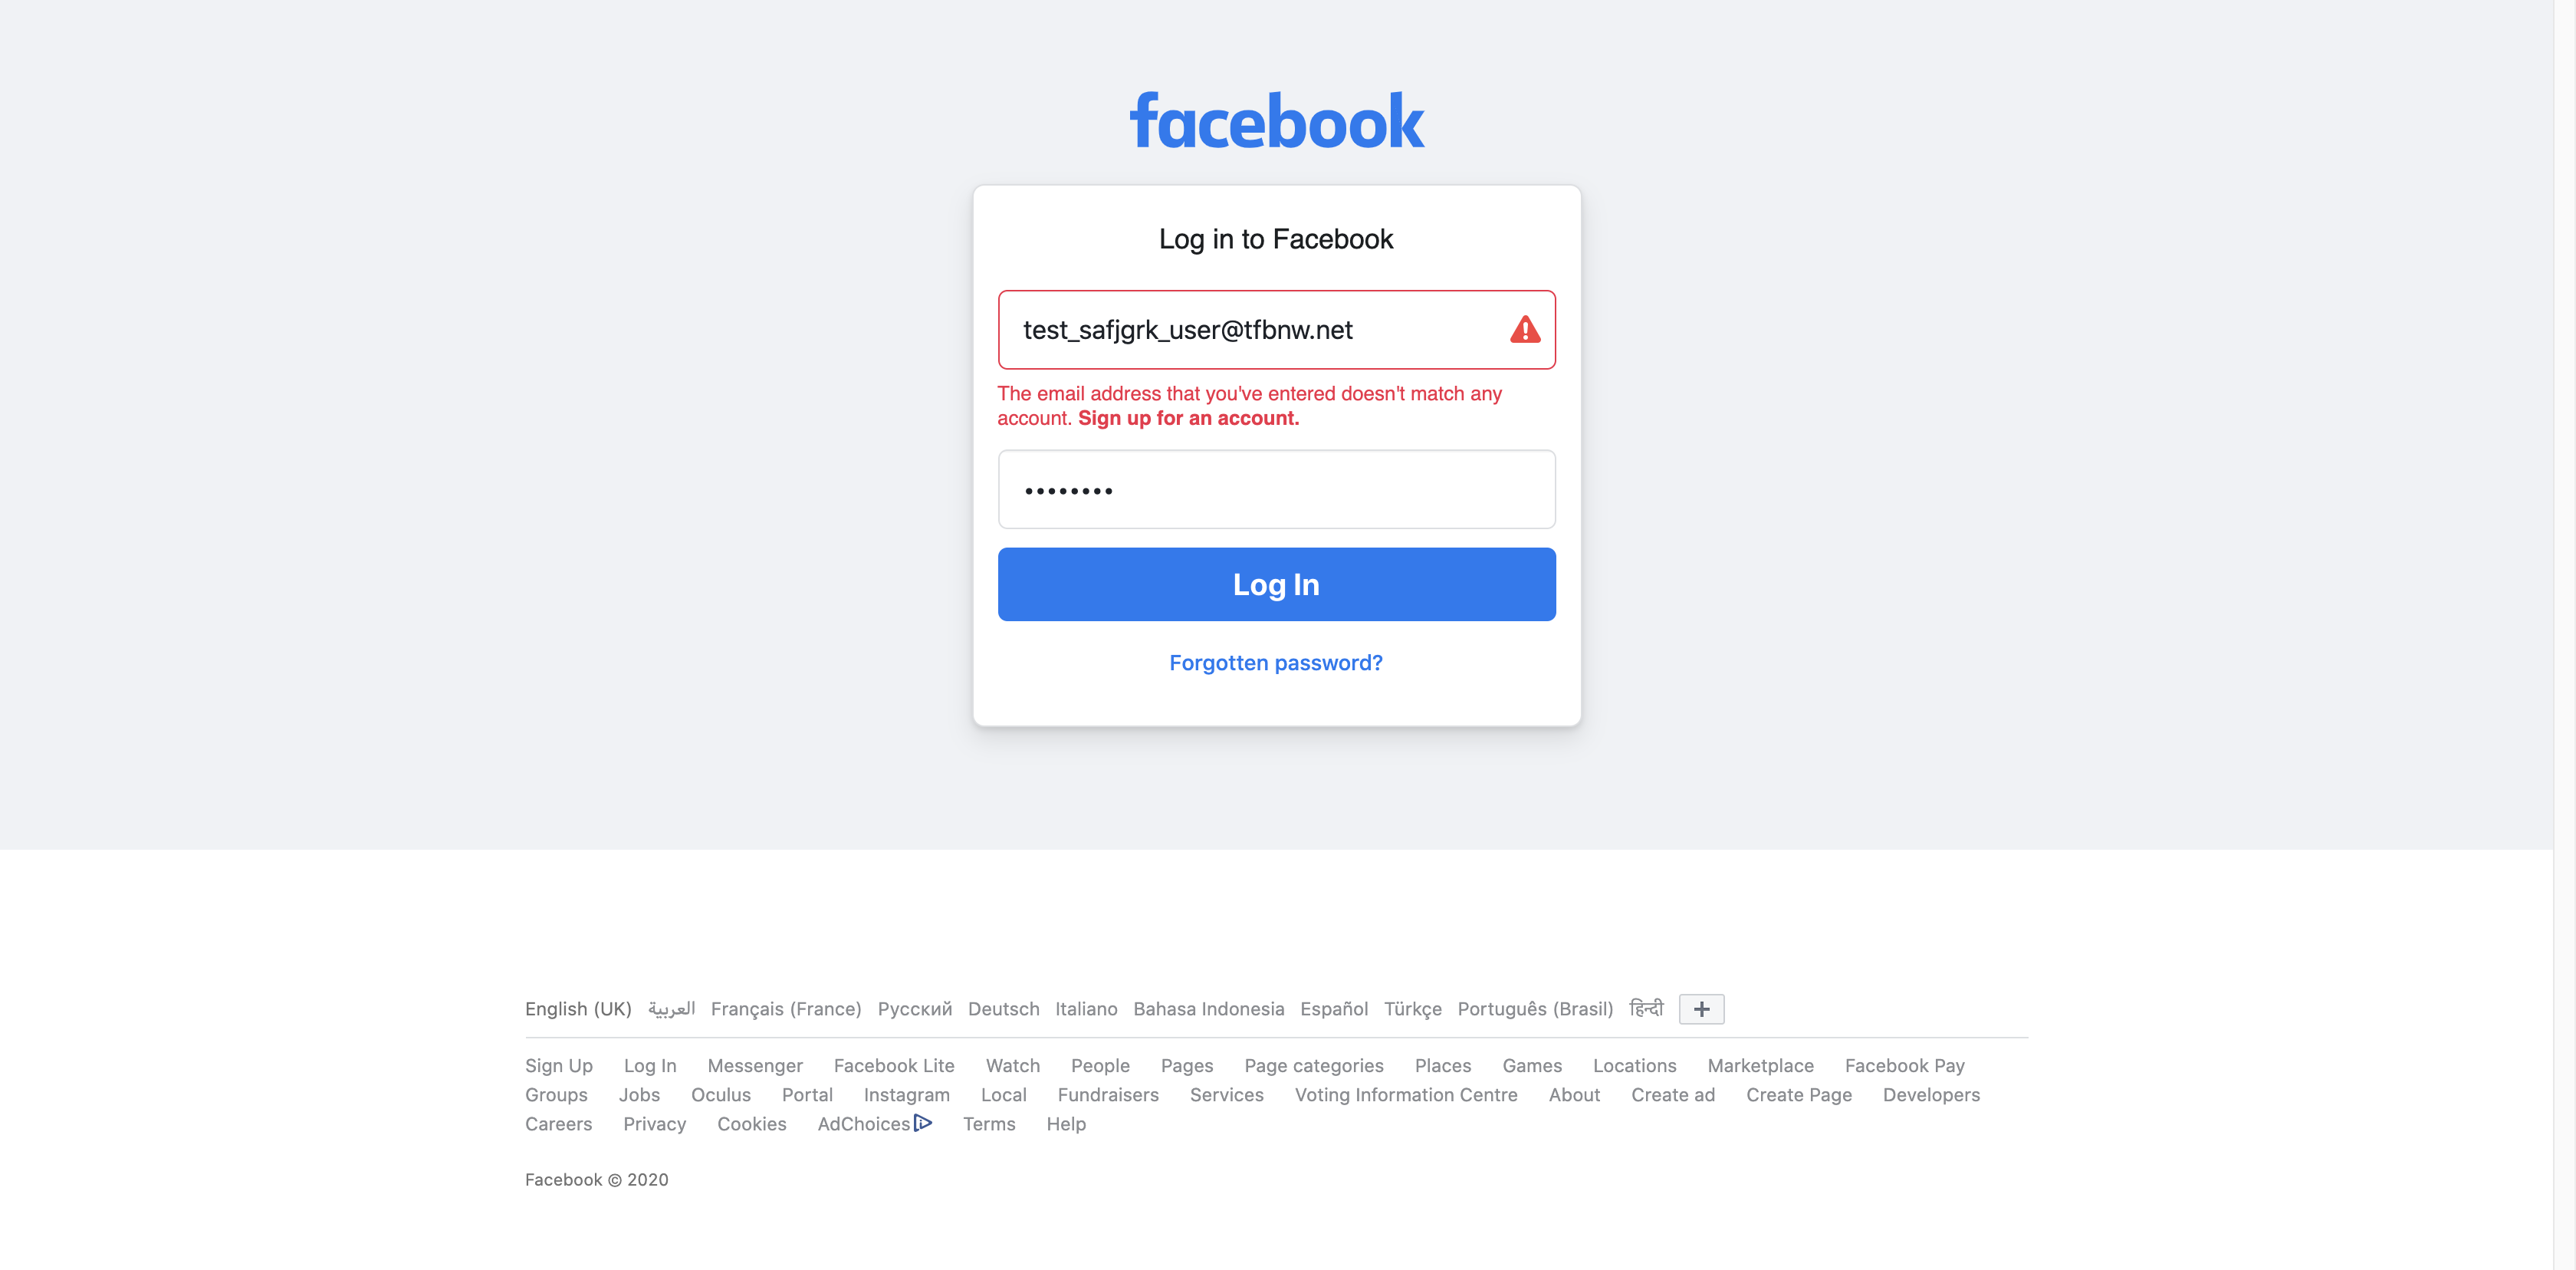 facebook
Log in to Facebook
test_safjgrk_user@tfbnw.net
The email address that you've entered doesn't match any
account. Sign up for an account.
••••••••
Log In
Forgotten password?
English (UK) العربية Français (France) Русский Deutsch Italiano Bahasa Indonesia Español Türkçe Português (Brasil) हिन्दी +
Sign Up Log In Messenger Facebook Lite Watch People Pages Page categories Places Games Locations Marketplace Facebook Pay
Groups Jobs Oculus Portal Instagram Local Fundraisers Services Voting Information Centre About Create ad Create Page Developers
Careers Privacy Cookies AdChoices Terms Help
Facebook © 2020